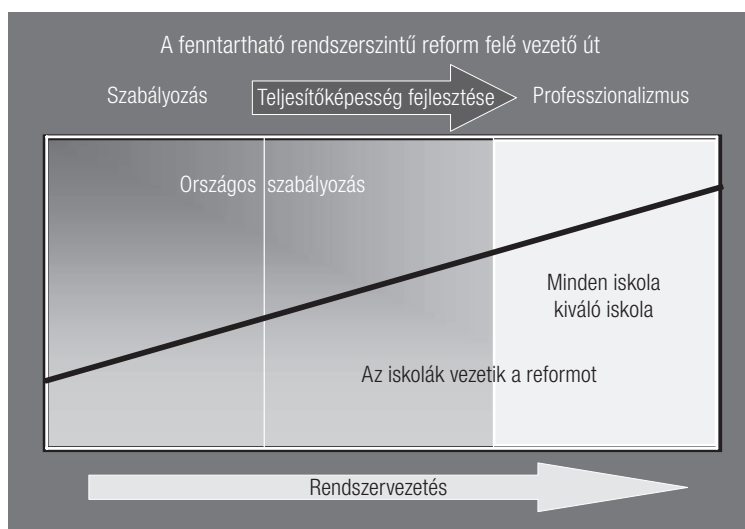 A fenntartható rendszerszintű reform felé vezető út
Szabályozás Teljesítőképesség fejlesztése Professzionalizmus
Országos szabályozás
Minden iskola
kiváló iskola
Az iskolák vezetik a reformot
Rendszervezetés